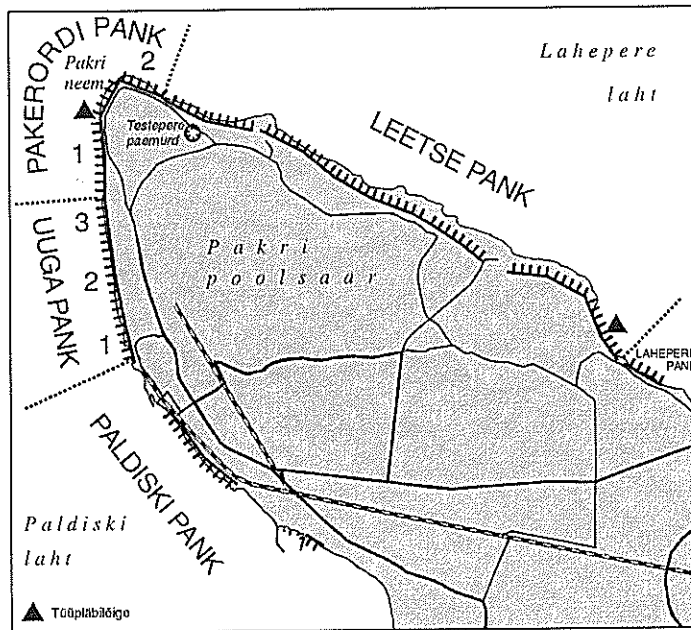 PAKERORDI PANK
Pakri
neem
2
Lahepere
laht
LEETSE PANK
Testepere
paemurd
1
3
UUGA PANK
2
1
Pakri
poolsaar
LAHEPERE
PANK
PALDISKI PANK
1
Paldiski
laht
Tüüpläbilõige